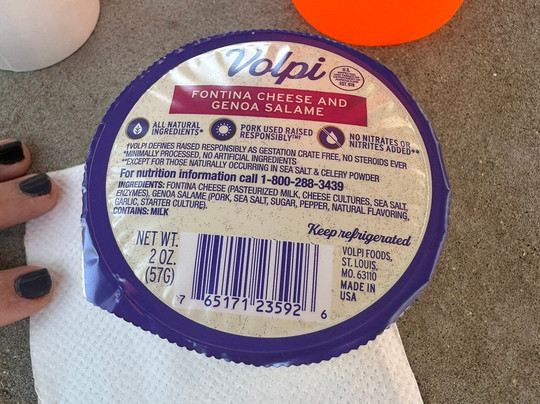 Volpi
FONTINA CHEESE AND
GENOA SALAME
ALL NATURAL
INGREDIENTS*
PORK USED RAISED
RESPONSIBLY†™
NO NITRATES OR
NITRITES ADDED**
†VOLPI DEFINES RAISED RESPONSIBLY AS GESTATION CRATE FREE, NO STEROIDS EVER
*MINIMALLY PROCESSED, NO ARTIFICIAL INGREDIENTS
**EXCEPT FOR THOSE NATURALLY OCCURRING IN SEA SALT & CELERY POWDER
For nutrition information call 1-800-288-3439
INGREDIENTS: FONTINA CHEESE (PASTEURIZED MILK, CHEESE CULTURES, SEA SALT,
ENZYMES), GENOA SALAME (PORK, SEA SALT, SUGAR, PEPPER, NATURAL FLAVORING,
GARLIC, STARTER CULTURE).
CONTAINS: MILK
Keep refrigerated
NET WT.
2 OZ.
(57G)
VOLPI FOODS,
ST. LOUIS,
MO. 63110
MADE IN
USA
7 65171 23592 6